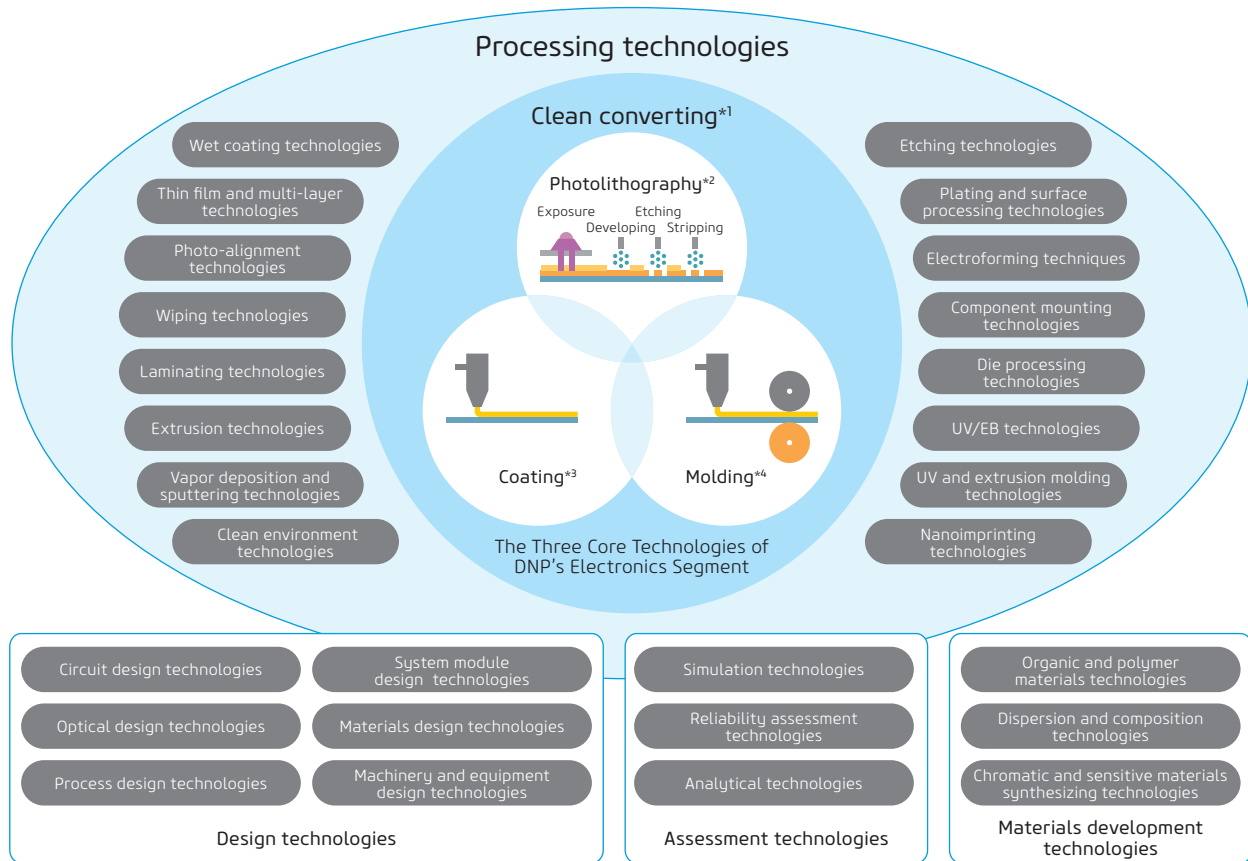 Processing technologies
Clean converting*1
Wet coating technologies
Thin film and multi-layer
technologies
Photo-alignment
technologies
Wiping technologies
Laminating technologies
Extrusion technologies
Vapor deposition and
sputtering technologies
Clean environment
technologies
Photolithography*2
Exposure
Etching
Developing
Stripping
Coating*3
Molding*4
The Three Core Technologies of
DNP's Electronics Segment
Etching technologies
Plating and surface
processing technologies
Electroforming techniques
Component mounting
technologies
Die processing
technologies
UV/EB technologies
UV and extrusion molding
technologies
Nanoimprinting
technologies
Circuit design technologies
System module
design technologies
Optical design technologies
Materials design technologies
Process design technologies
Machinery and equipment
design technologies
Design technologies
Simulation technologies
Reliability assessment
technologies
Analytical technologies
Assessment technologies
Organic and polymer
materials technologies
Dispersion and composition
technologies
Chromatic and sensitive materials
synthesizing technologies
Materials development
technologies